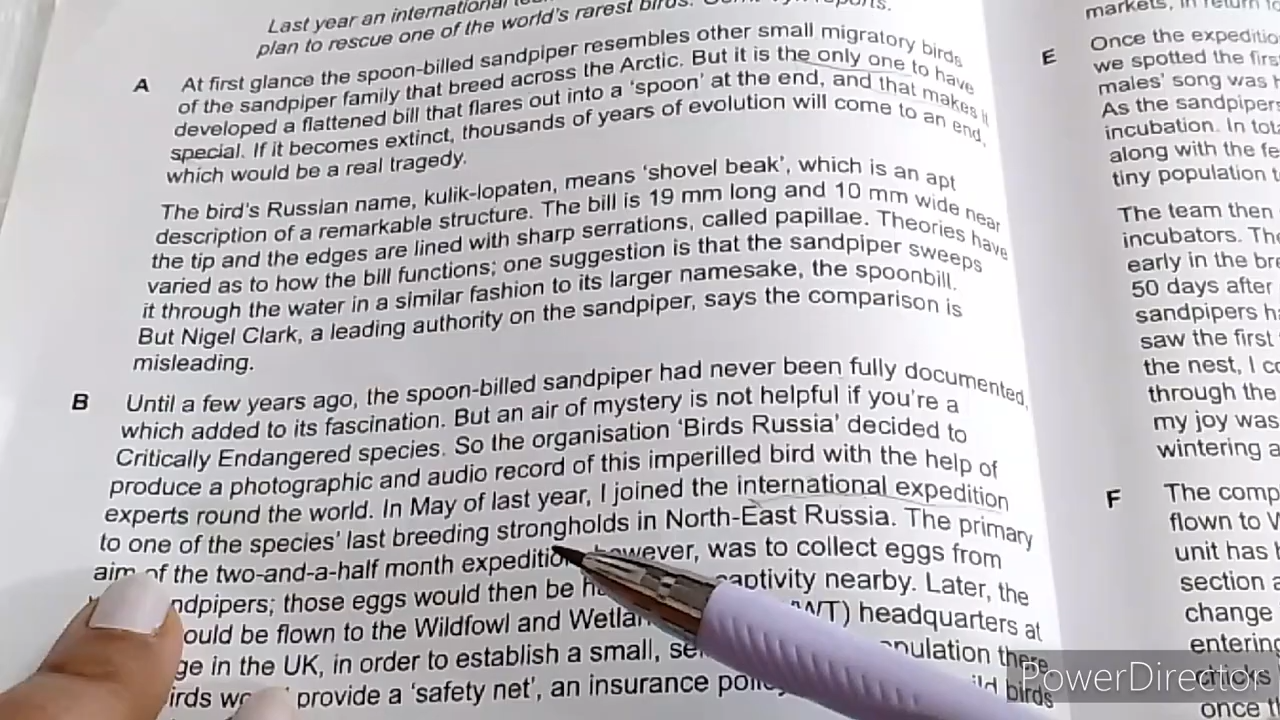 Last year an international
plan to rescue one of the world's rarest birds.
A At first glance the spoon-billed sandpiper resembles other small migratory birds
of the sandpiper family that breed across the Arctic. But it is the only one to have
developed a flattened bill that flares out into a 'spoon' at the end, and that makes it
special. If it becomes extinct, thousands of years of evolution will come to an end,
which would be a real tragedy.
The bird's Russian name, kulik-lopaten, means 'shovel beak', which is an apt
description of a remarkable structure. The bill is 19 mm long and 10 mm wide near
the tip and the edges are lined with sharp serrations, called papillae. Theories have
varied as to how the bill functions; one suggestion is that the sandpiper sweeps
it through the water in a similar fashion to its larger namesake, the spoonbill.
But Nigel Clark, a leading authority on the sandpiper, says the comparison is
misleading.
B Until a few years ago, the spoon-billed sandpiper had never been fully documented,
which added to its fascination. But an air of mystery is not helpful if you're a
Critically Endangered species. So the organisation 'Birds Russia' decided to
produce a photographic and audio record of this imperilled bird with the help of
experts round the world. In May of last year, I joined the international expedition
to one of the species' last breeding strongholds in North-East Russia. The primary
aim of the two-and-a-half month expedition, however, was to collect eggs from
sandpipers; those eggs would then be captivity nearby. Later, the
would be flown to the Wildfowl and headquarters at
in the UK, in order to establish a small, there
provide a 'safety net', an insurance birds
markets, in return
E Once the
we spotted the
males' song was
As the sandpipers
incubation. In
along with the
tiny population
The team then
incubators.
early in the
50 days after
sandpipers
saw the first
the nest, I
through the
my joy was
wintering
F The
flown to
unit has
section
change
entering
chicks
once
PowerDirector